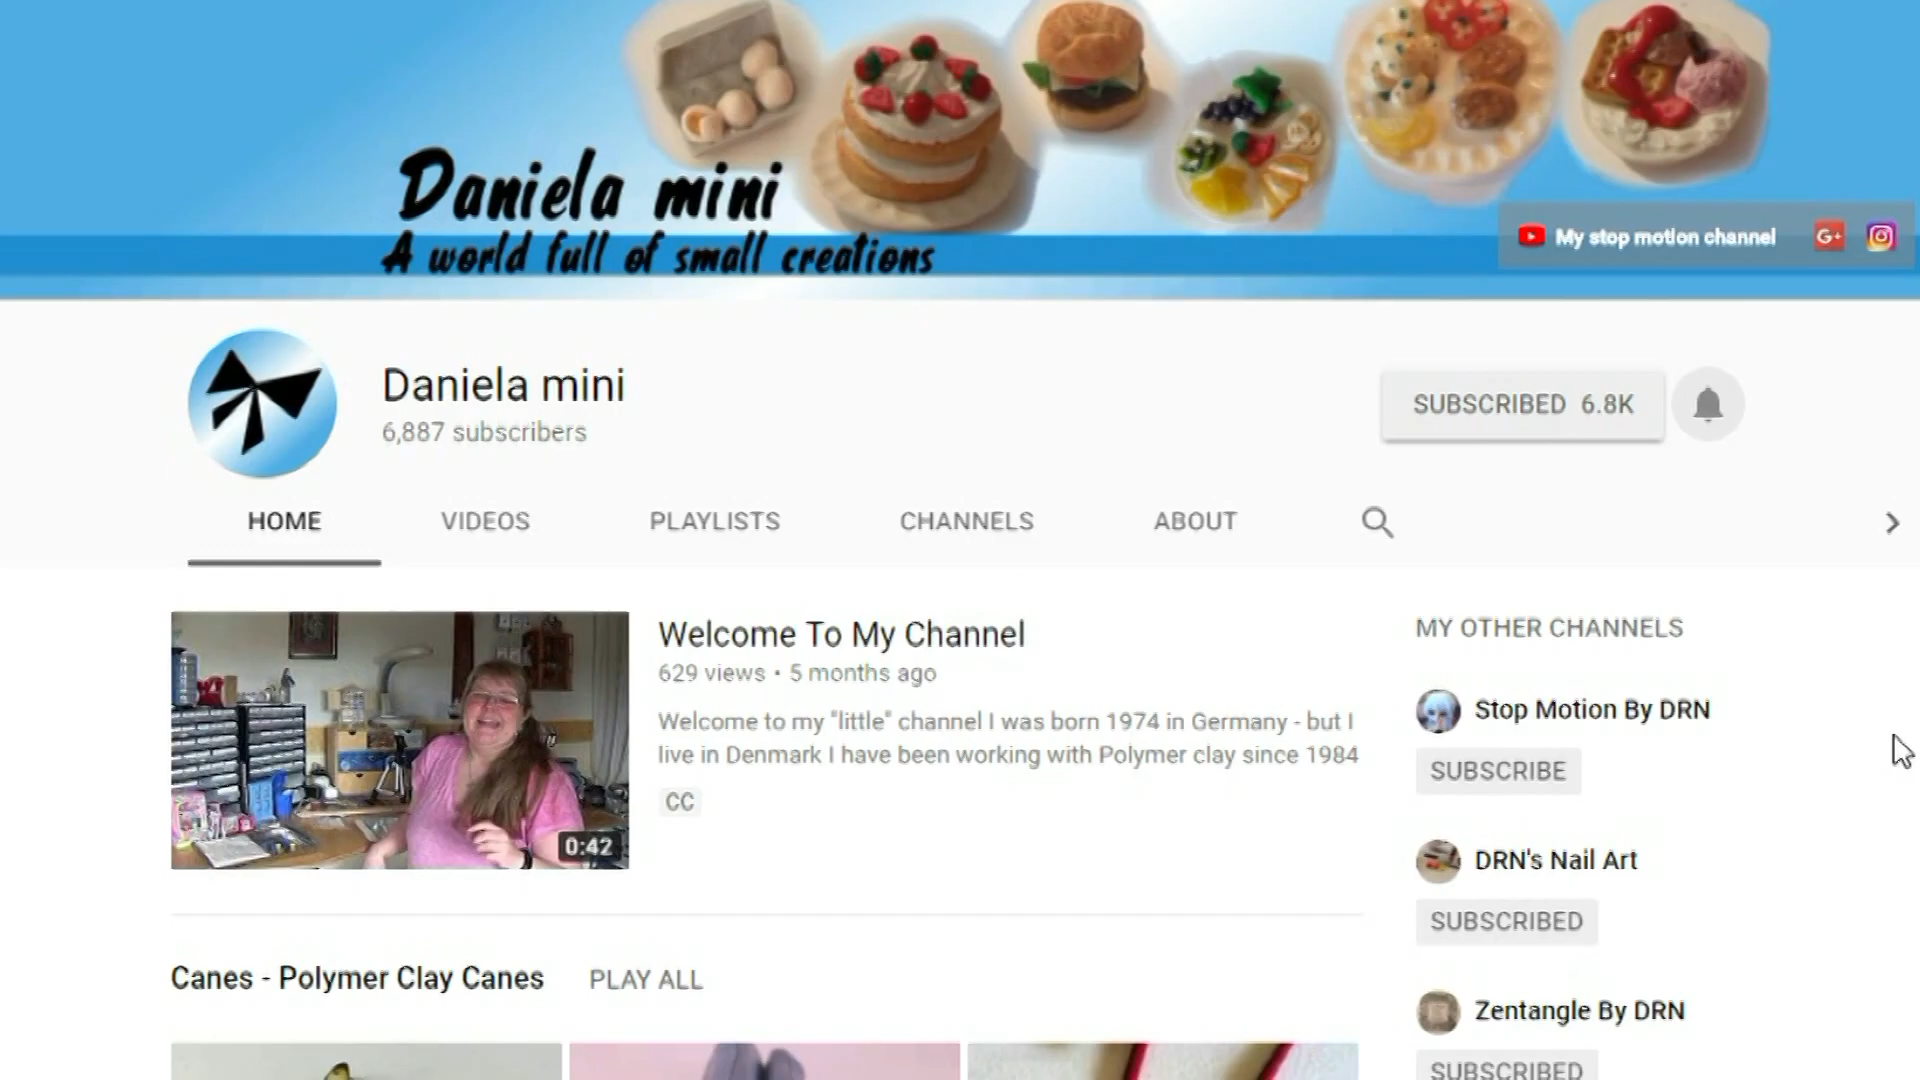 Daniela mini
A world full of small creations
My stop motion channel
G+
Daniela mini
6,887 subscribers
SUBSCRIBED 6.8K
HOME
VIDEOS
PLAYLISTS
CHANNELS
ABOUT
Welcome To My Channel
629 views • 5 months ago
Welcome to my "little" channel I was born 1974 in Germany - but I
live in Denmark I have been working with Polymer clay since 1984
CC
0:42
MY OTHER CHANNELS
Stop Motion By DRN
SUBSCRIBE
DRN's Nail Art
SUBSCRIBED
Zentangle By DRN
SUBSCRIBED
Canes - Polymer Clay Canes
PLAY ALL